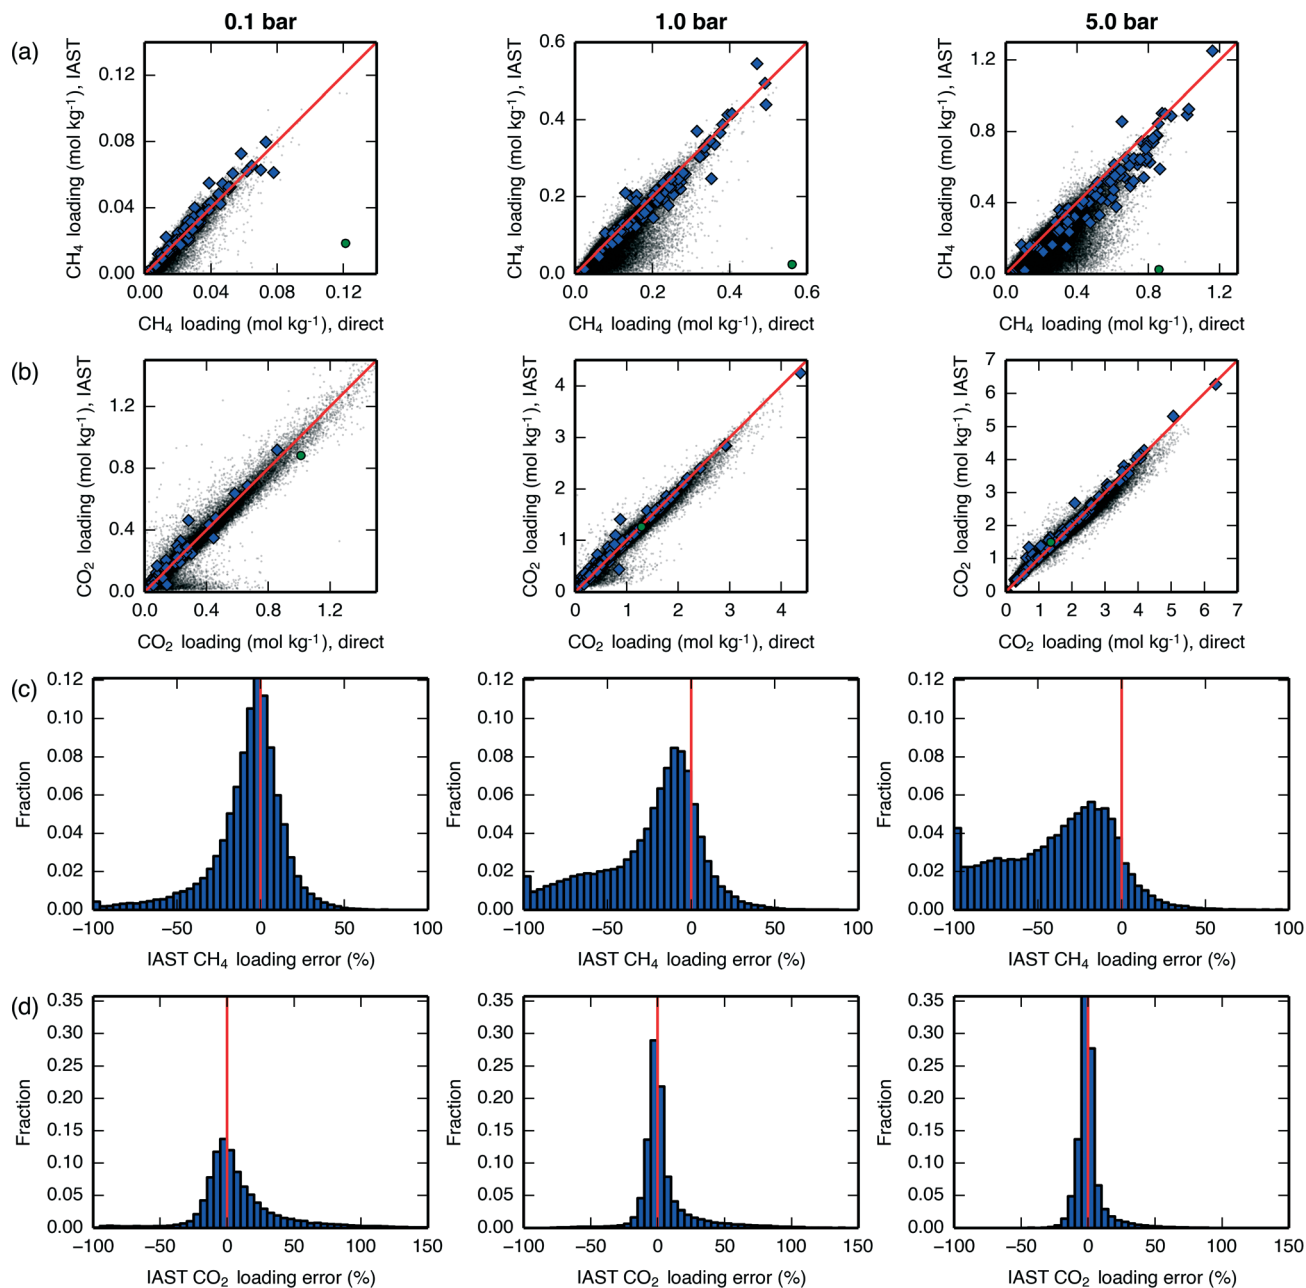 0.1 bar 1.0 bar 5.0 bar
(a)
CH4 loading (mol kg-1), IAST
0.12
0.08
0.04
0.00
0.00 0.04 0.08 0.12
CH4 loading (mol kg-1), direct
CH4 loading (mol kg-1), IAST
0.6
0.4
0.2
0.0
0.0 0.2 0.4 0.6
CH4 loading (mol kg-1), direct
CH4 loading (mol kg-1), IAST
1.2
0.8
0.4
0.0
0.0 0.4 0.8 1.2
CH4 loading (mol kg-1), direct
(b)
CO2 loading (mol kg-1), IAST
1.2
0.8
0.4
0.0
0.0 0.4 0.8 1.2
CO2 loading (mol kg-1), direct
CO2 loading (mol kg-1), IAST
4
3
2
1
0
0 1 2 3 4
CO2 loading (mol kg-1), direct
CO2 loading (mol kg-1), IAST
7
6
5
4
3
2
1
0
0 1 2 3 4 5 6 7
CO2 loading (mol kg-1), direct
(c)
Fraction
0.12
0.10
0.08
0.06
0.04
0.02
0.00
−100 −50 0 50 100
IAST CH4 loading error (%)
Fraction
0.12
0.10
0.08
0.06
0.04
0.02
0.00
−100 −50 0 50 100
IAST CH4 loading error (%)
Fraction
0.12
0.10
0.08
0.06
0.04
0.02
0.00
−100 −50 0 50 100
IAST CH4 loading error (%)
(d)
Fraction
0.35
0.30
0.25
0.20
0.15
0.10
0.05
0.00
−100 −50 0 50 100 150
IAST CO2 loading error (%)
Fraction
0.35
0.30
0.25
0.20
0.15
0.10
0.05
0.00
−100 −50 0 50 100 150
IAST CO2 loading error (%)
Fraction
0.35
0.30
0.25
0.20
0.15
0.10
0.05
0.00
−100 −50 0 50 100 150
IAST CO2 loading error (%)